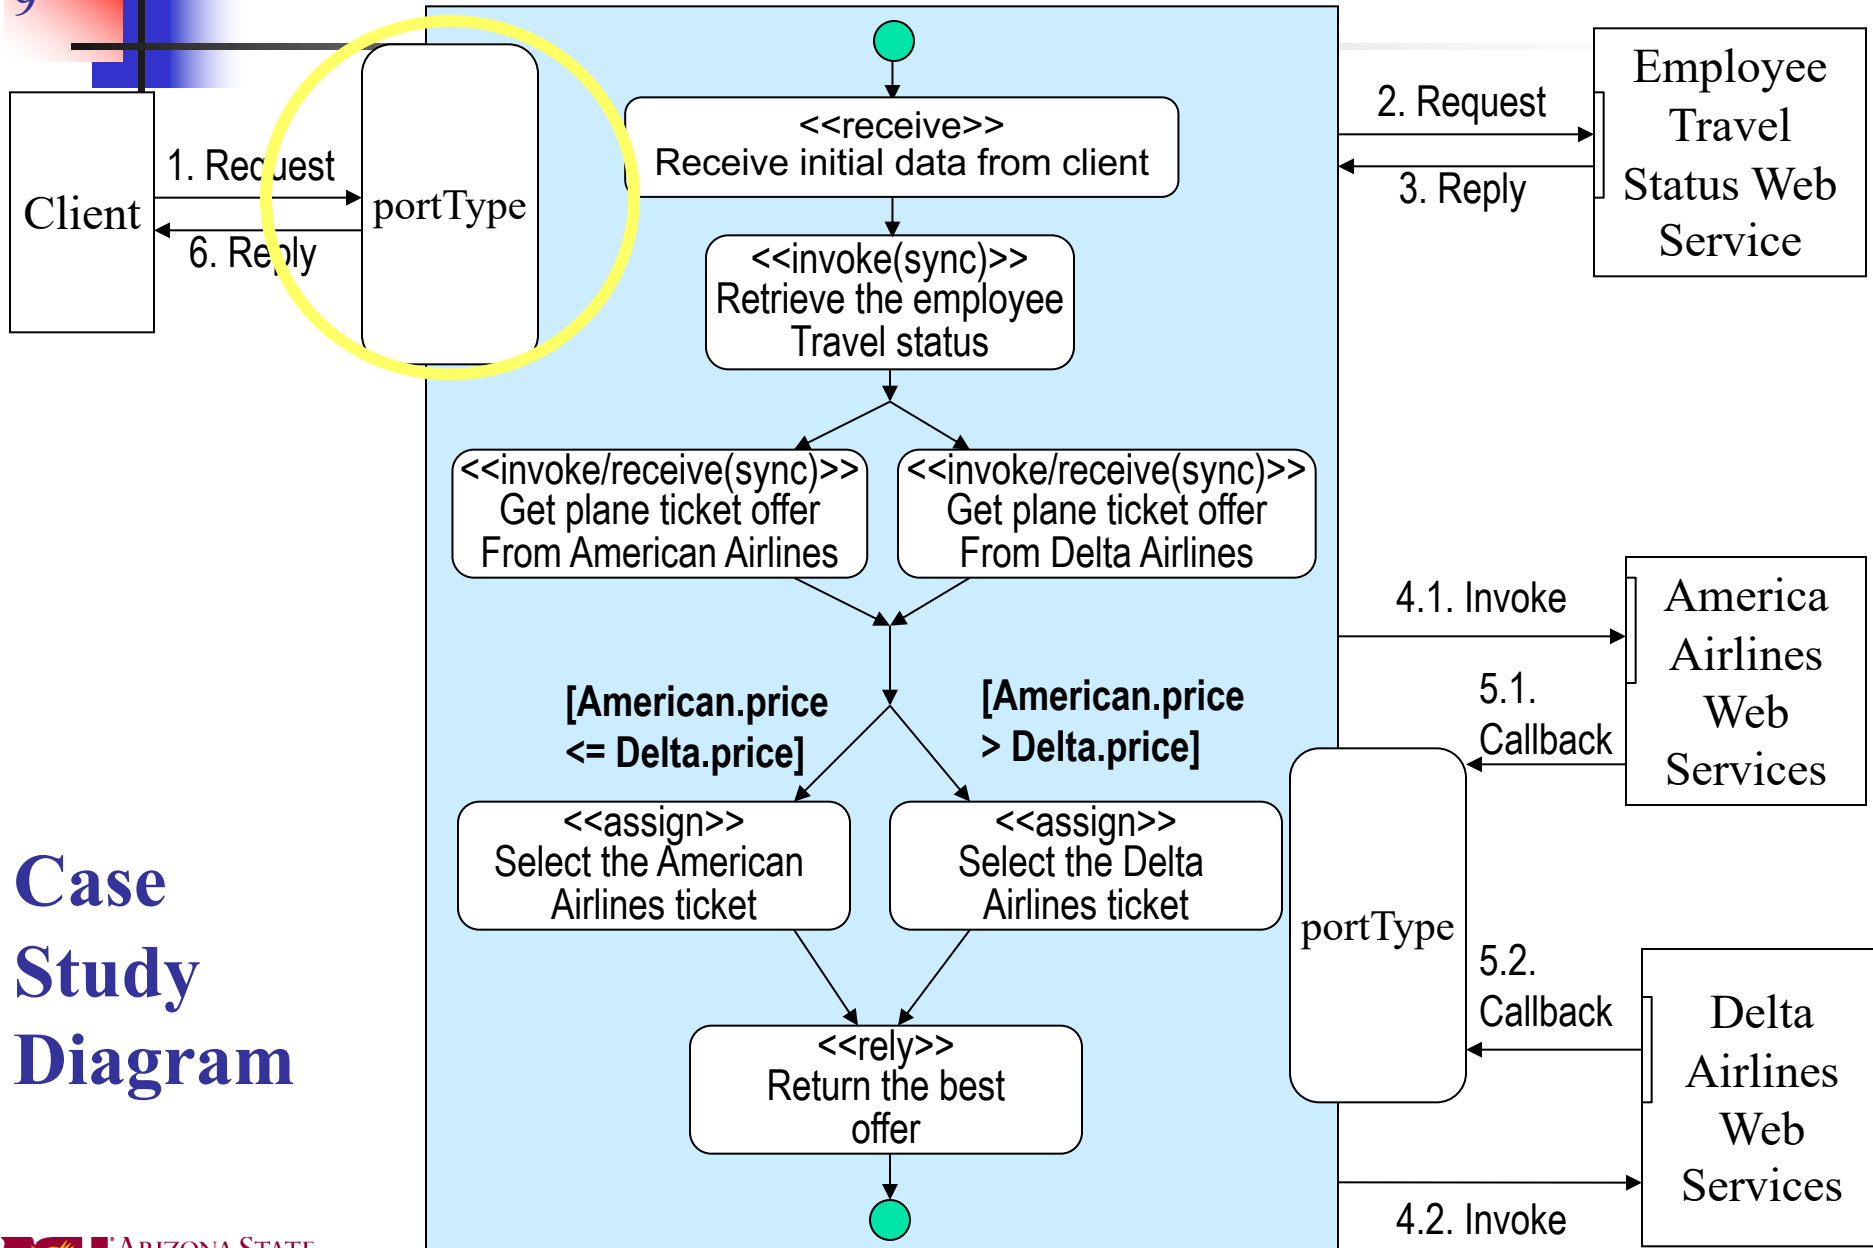 9
Client
1. Request
6. Reply
portType
<<receive>>
Receive initial data from client
<<invoke(sync)>>
Retrieve the employee
Travel status
<<invoke/receive(sync)>>
Get plane ticket offer
From American Airlines
<<invoke/receive(sync)>>
Get plane ticket offer
From Delta Airlines
[American.price
<= Delta.price]
[American.price
> Delta.price]
<<assign>>
Select the American
Airlines ticket
<<assign>>
Select the Delta
Airlines ticket
<<rely>>
Return the best
offer
2. Request
3. Reply
Employee
Travel
Status Web
Service
4.1. Invoke
5.1.
Callback
America
Airlines
Web
Services
portType
5.2.
Callback
4.2. Invoke
Delta
Airlines
Web
Services
Case
Study
Diagram
ARIZONA STATE